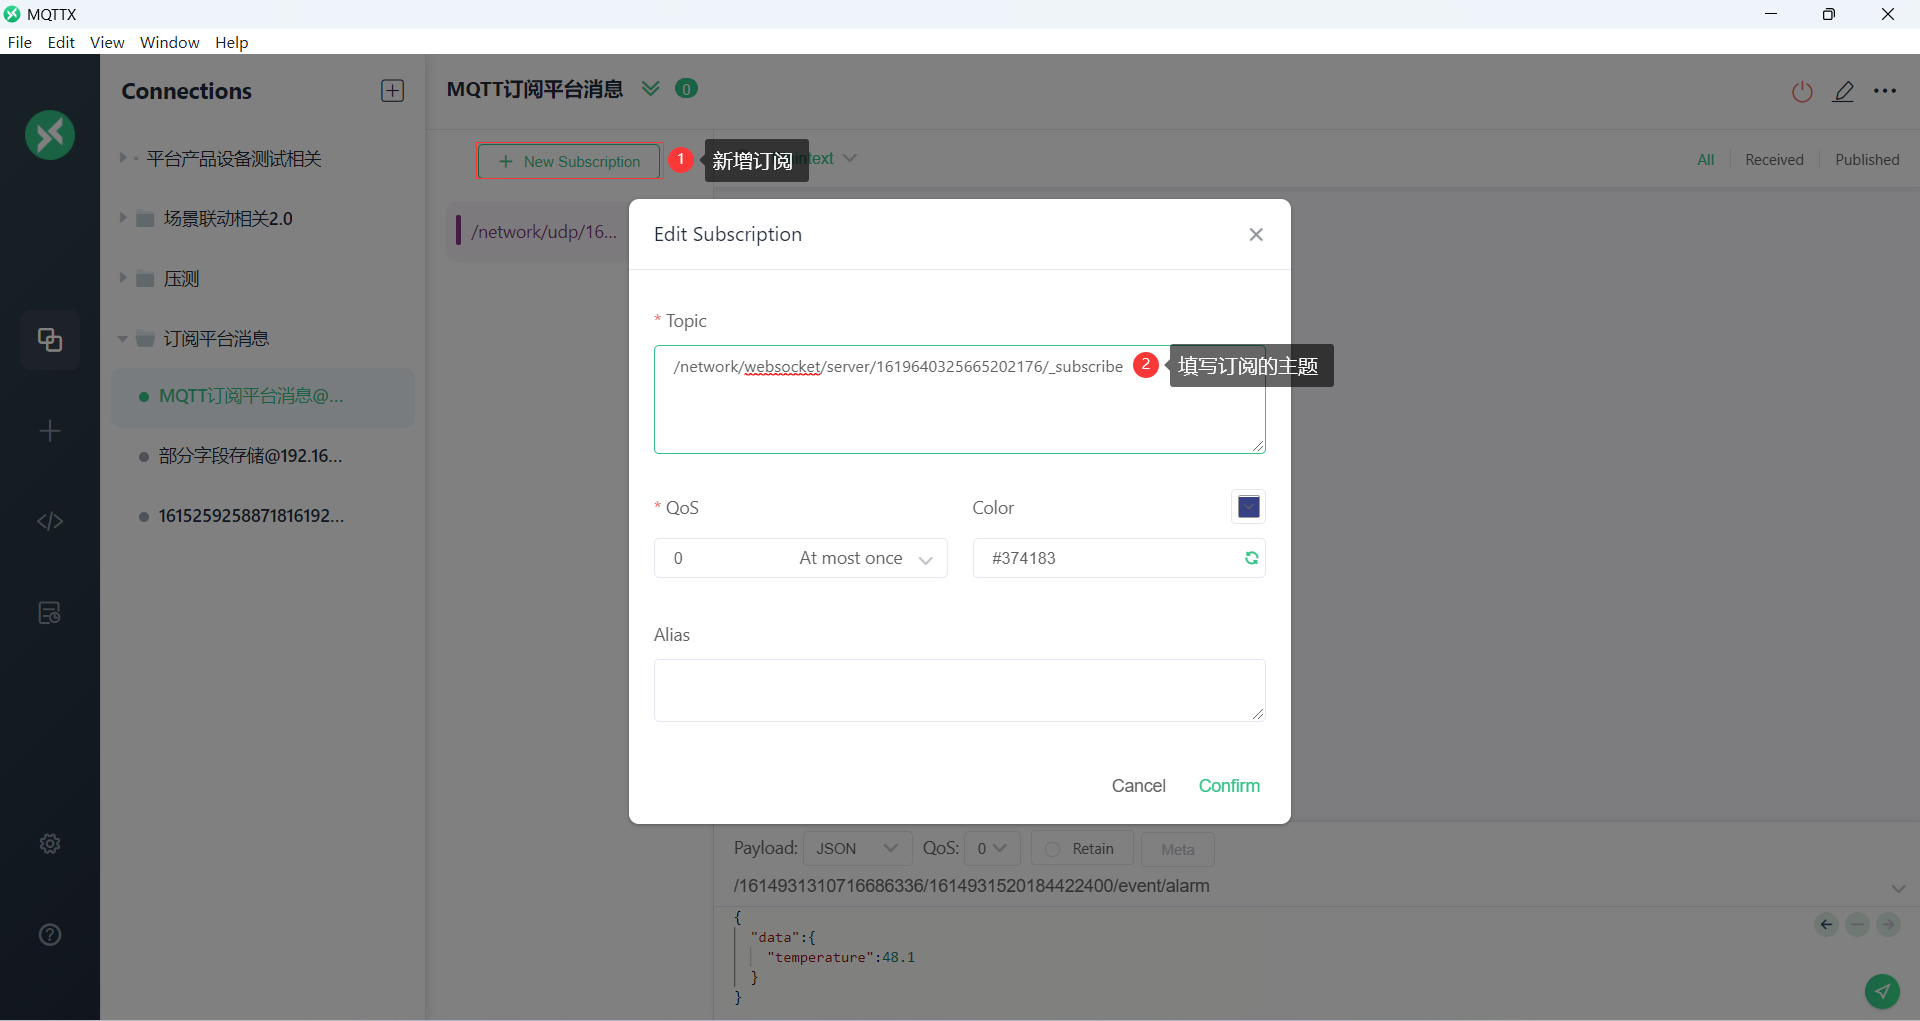 MQTTX
File Edit View Window Help
Connections
MQTT订阅平台消息 0
平台产品设备测试相关
场景联动相关2.0
压测
订阅平台消息
MQTT订阅平台消息@...
部分字段存储@192.16...
1615259258871816192...
+ New Subscription 1 新增订阅 ntext
All Received Published
/network/udp/16...
Edit Subscription
* Topic
/network/websocket/server/1619640325665202176/_subscribe 2 填写订阅的主题
* QoS Color
0 At most once #374183
Alias
Cancel Confirm
Payload: JSON QoS: 0 Retain Meta
/1614931310716686336/1614931520184422400/event/alarm
{
"data":{
"temperature":48.1
}
}